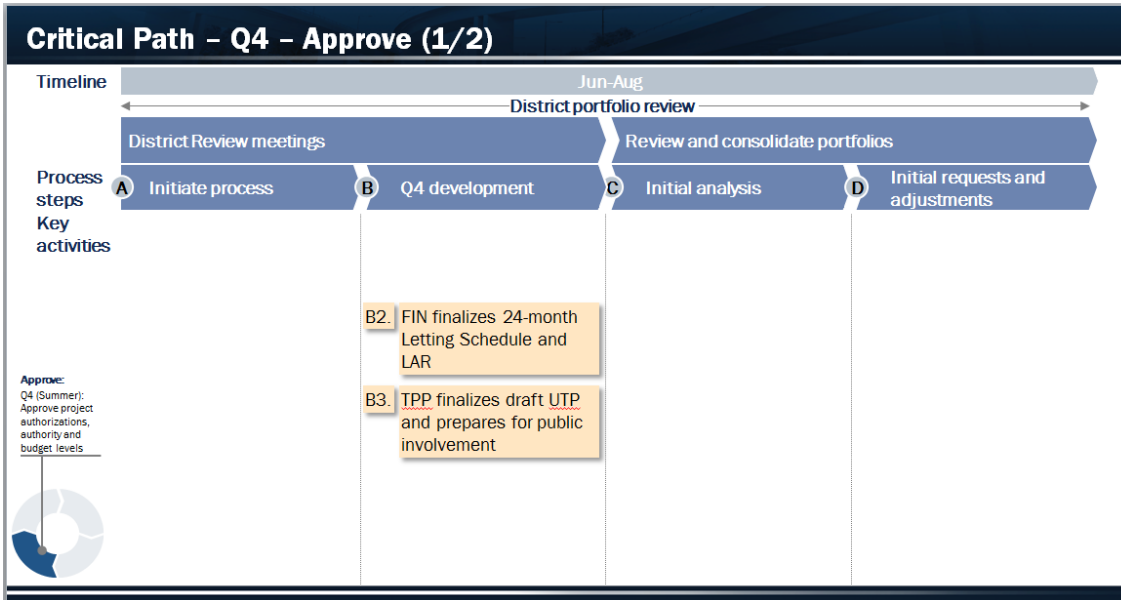 Critical Path – Q4 – Approve (1/2)
Timeline
Jun-Aug
District portfolio review
District Review meetings
Review and consolidate portfolios
Process
steps
A
Initiate process
B
Q4 development
C
Initial analysis
D
Initial requests and
adjustments
Key
activities
B2.
FIN finalizes 24-month
Letting Schedule and
LAR
B3.
TPP finalizes draft UTP
and prepares for public
involvement
Approve:
Q4 (Summer):
Approve project
authorizations,
authority and
budget levels